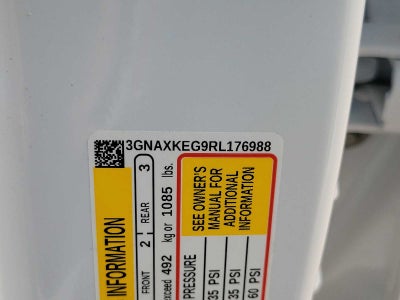 3GNAXKEG9RL176988
INFORMATION
FRONT 2 REAR 3
exceed 492 kg or 1085 lbs.
SEE OWNER'S
MANUAL FOR
ADDITIONAL
INFORMATION
PRESSURE
35 PSI
35 PSI
60 PSI